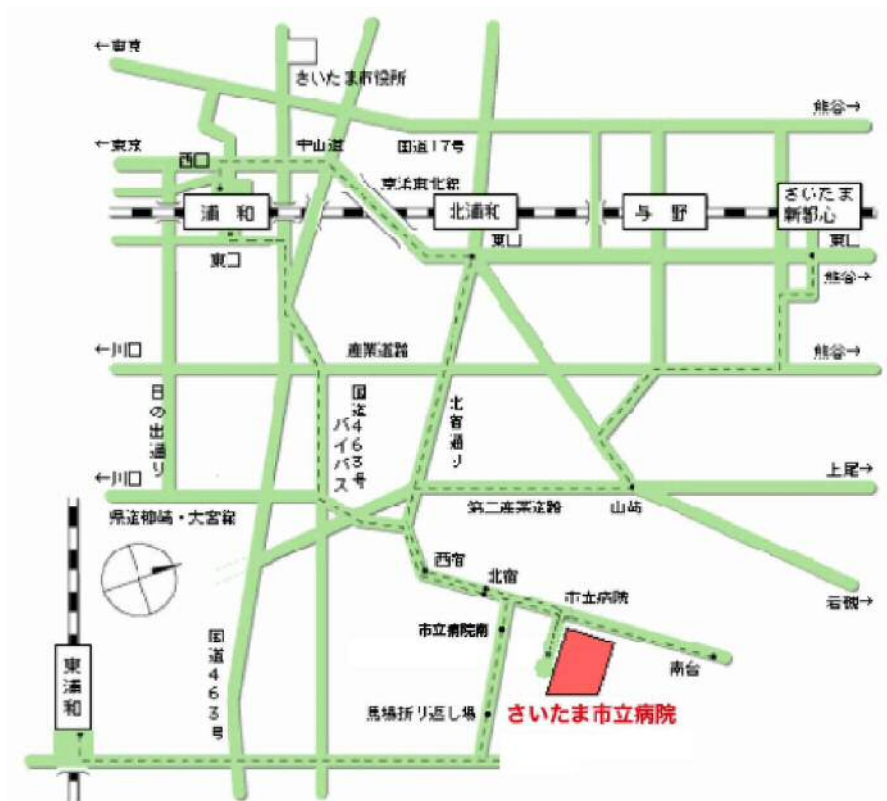 ←東京
さいたま市役所
熊谷→
←東京
中山道
国道17号
西口
京浜東北線
浦和
北浦和
与野
さいたま
新都心
東口
東口
東口
熊谷→
←川口
産業道路
熊谷→
日の出通り
国道463号
バイパス
北宿通り
←川口
上尾→
県道柳崎・大宮線
第二産業道路
山崎
西宿
北宿
市立病院
岩槻→
市立病院南
南台
東浦和
国道463号
馬場折り返し場
さいたま市立病院